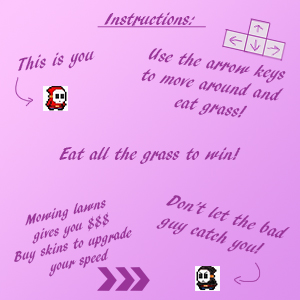 Instructions:
This is you
Use the arrow keys
to move around and
eat grass!
Eat all the grass to win!
Mowing lawns
gives you $$$
Buy skins to upgrade
your speed
Don't let the bad
guy catch you!